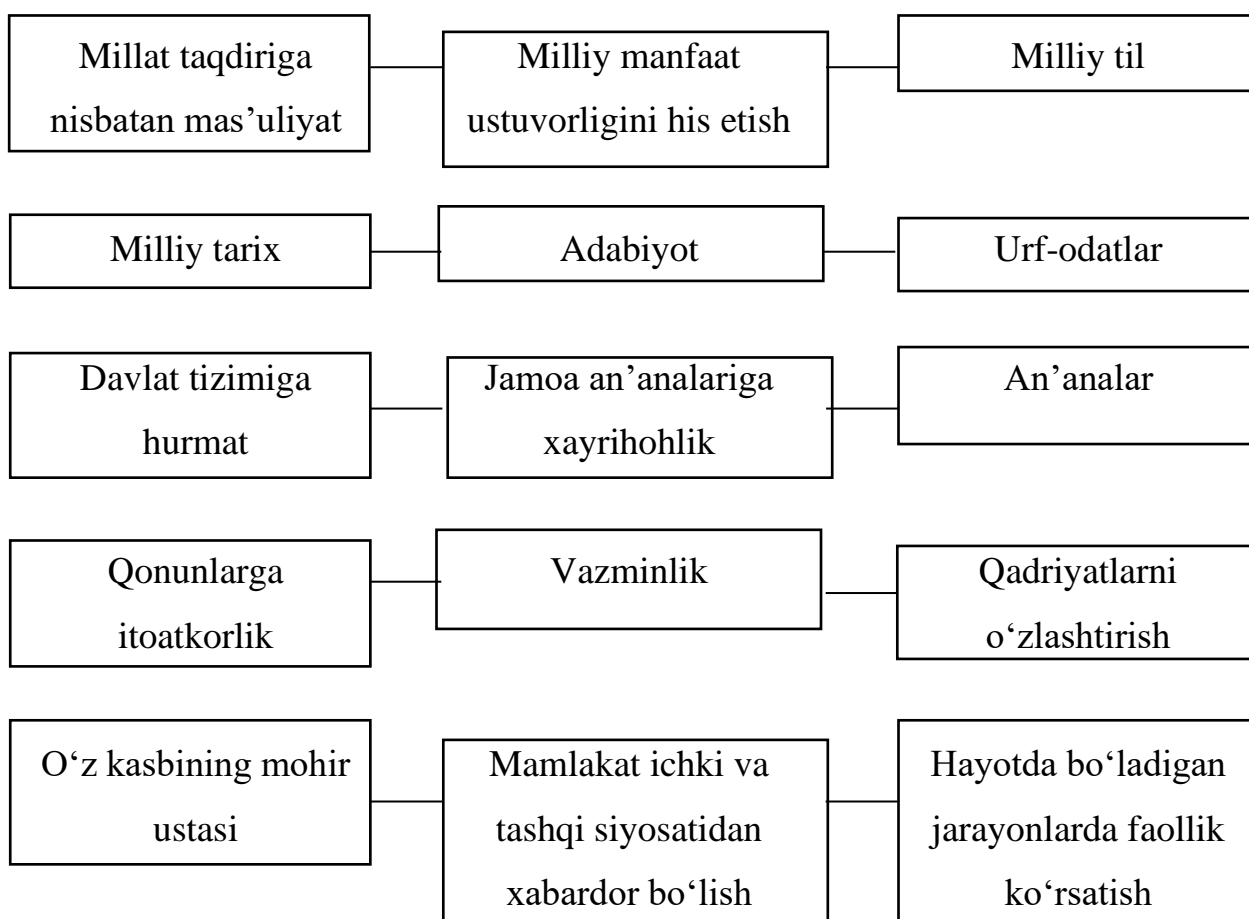 Millat taqdiriga
nisbatan mas’uliyat
Milliy manfaat
ustuvorligini his etish
Milliy til
Milliy tarix
Adabiyot
Urf-odatlar
Davlat tizimiga
hurmat
Jamoa an’analariga
xayrihohlik
An’analar
Qonunlarga
itoatkorlik
Vazminlik
Qadriyatlarni
o‘zlashtirish
O‘z kasbining mohir
ustasi
Mamlakat ichki va
tashqi siyosatidan
xabardor bo‘lish
Hayotda bo‘ladigan
jarayonlarda faollik
ko‘rsatish